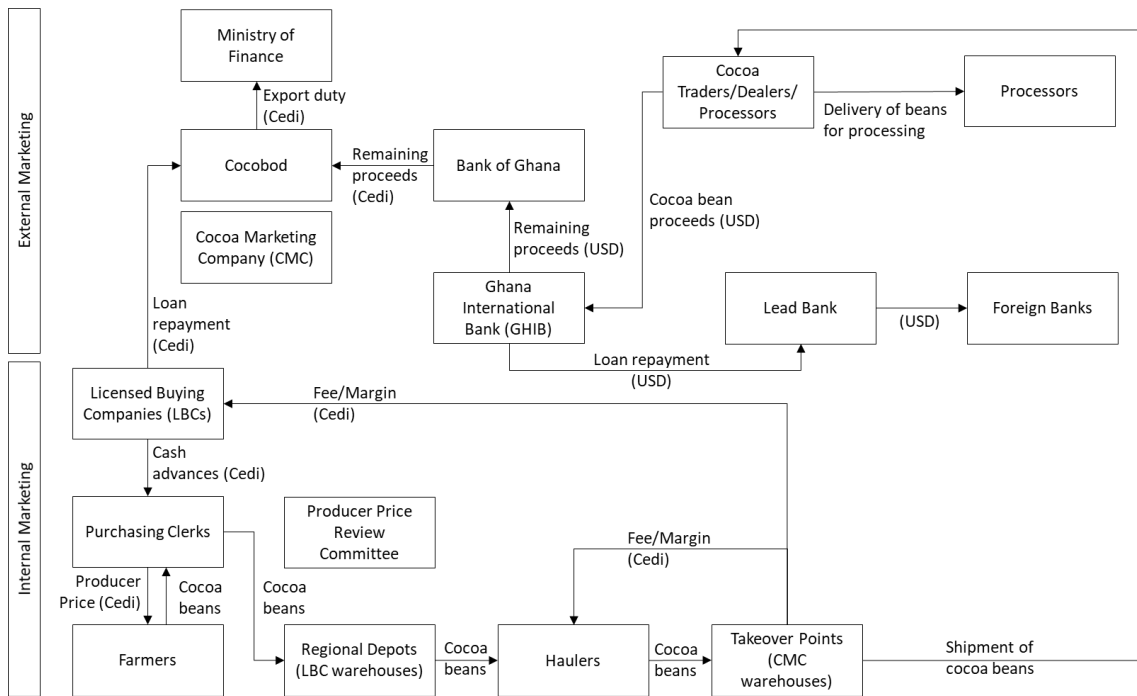 External Marketing
Ministry of
Finance
Export duty
(Cedi)
Cocobod
Remaining
proceeds
(Cedi)
Bank of Ghana
Cocoa Marketing
Company (CMC)
Remaining
proceeds (USD)
Ghana
International
Bank (GHIB)
Cocoa
Traders/Dealers/
Processors
Delivery of beans
for processing
Processors
Cocoa bean
proceeds (USD)
Lead Bank
(USD)
Foreign Banks
Loan repayment
(USD)
Loan
repayment
(Cedi)
Internal Marketing
Licensed Buying
Companies (LBCs)
Fee/Margin
(Cedi)
Cash
advances (Cedi)
Purchasing Clerks
Producer Price
Review
Committee
Fee/Margin
(Cedi)
Producer
Price (Cedi)
Cocoa
beans
Cocoa
beans
Farmers
Regional Depots
(LBC warehouses)
Cocoa
beans
Haulers
Cocoa
beans
Takeover Points
(CMC
warehouses)
Shipment of
cocoa beans